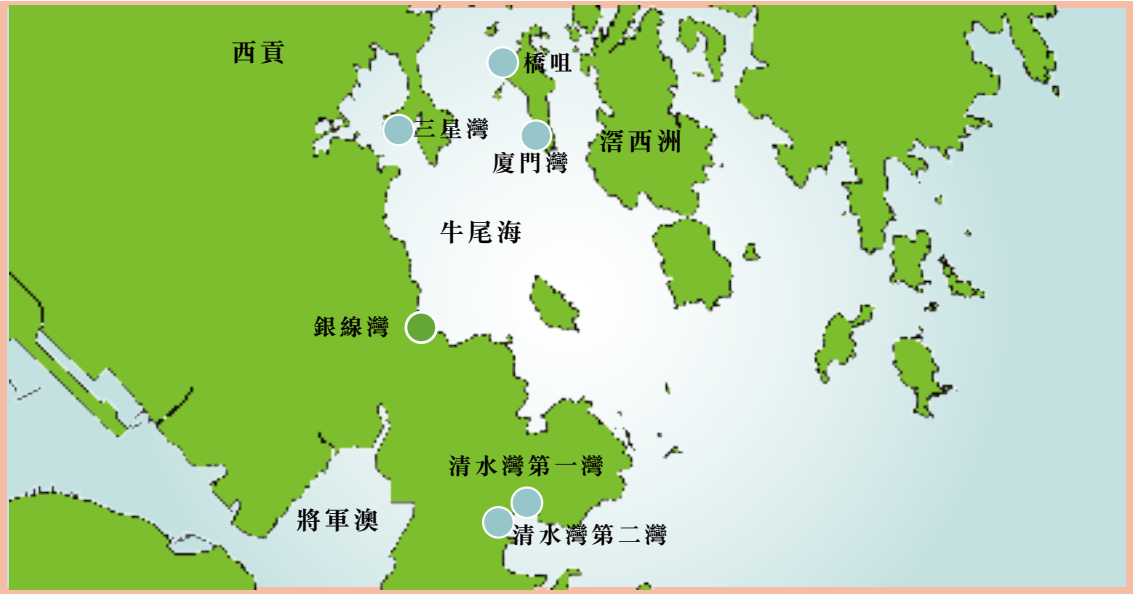 西貢
橋咀
三星灣
滘西洲
廈門灣
牛尾海
銀線灣
清水灣第一灣
將軍澳
清水灣第二灣